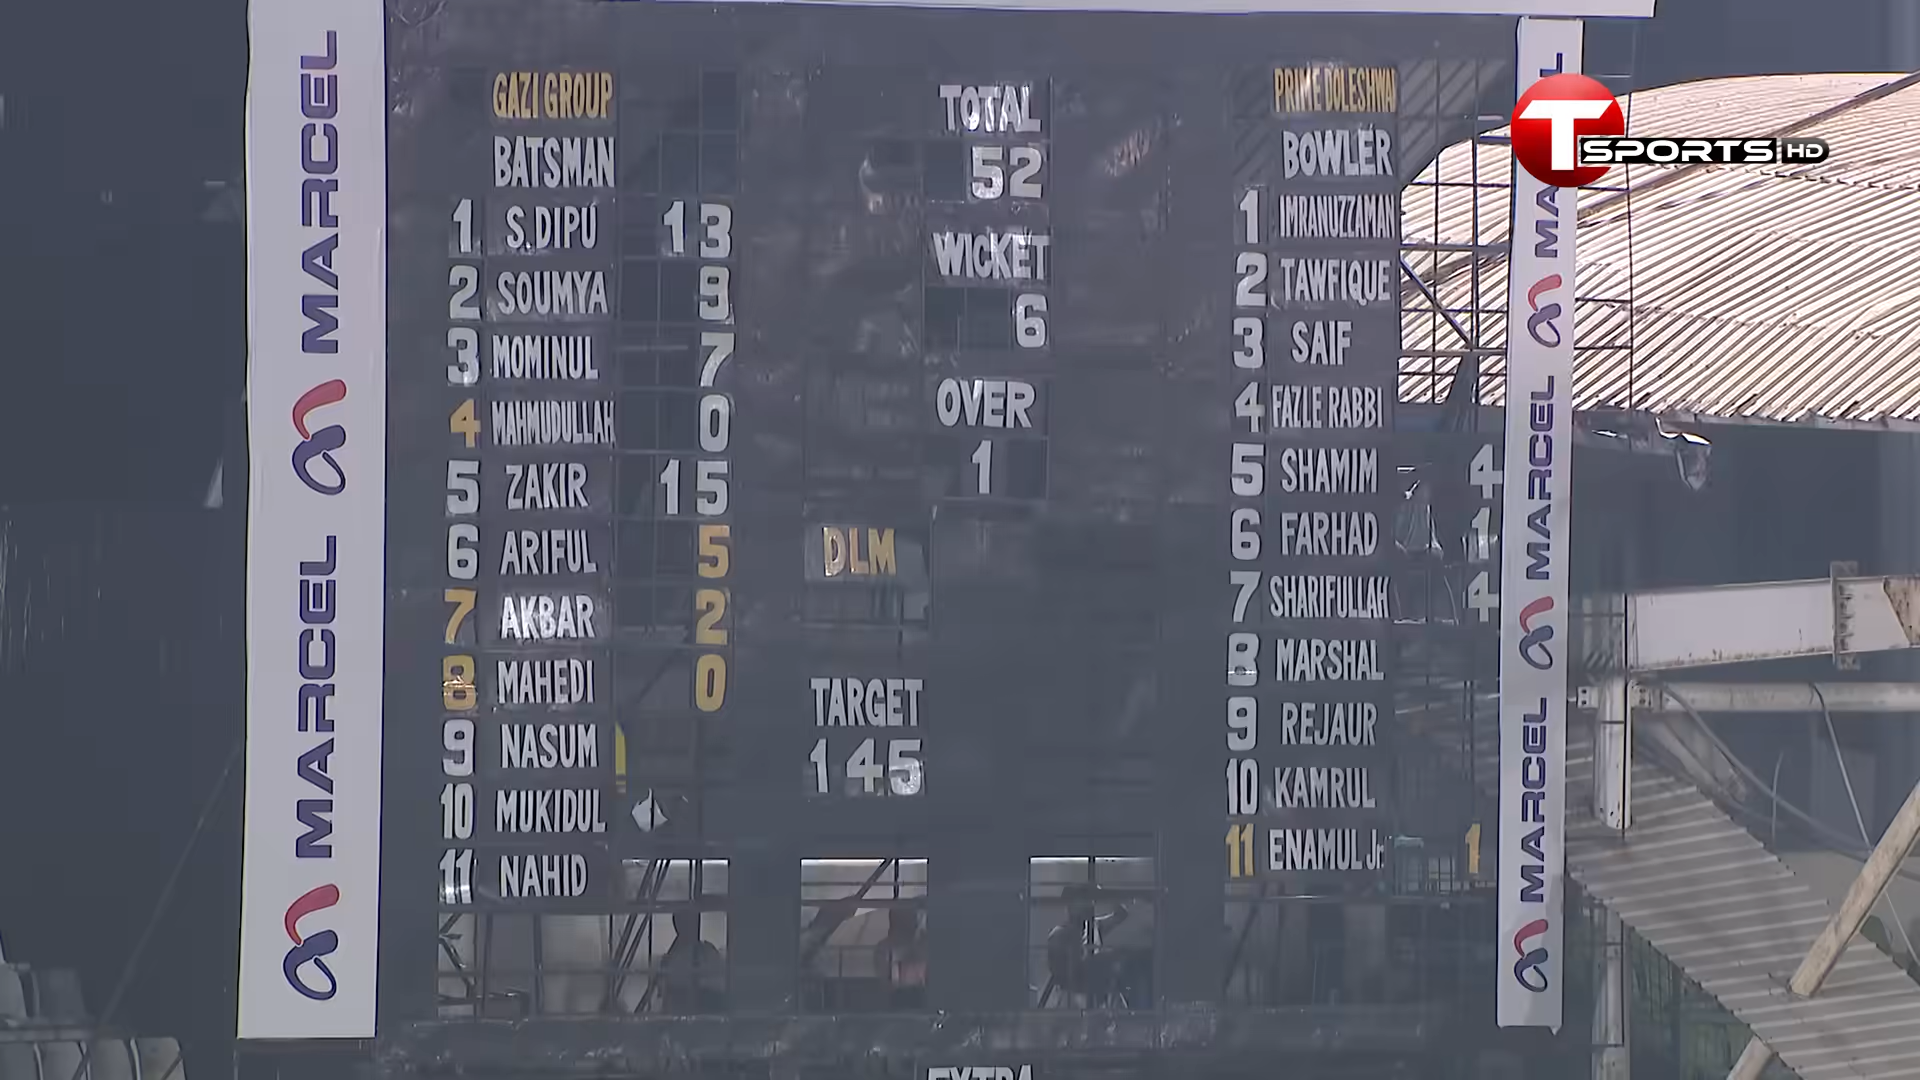 GAZI GROUP
BATSMAN
1 S.DIPU 13
2 SOUMYA 9
3 MOMINUL 7
4 MAHMUDULLAH 0
5 ZAKIR 15
6 ARIFUL 5
7 AKBAR 2
8 MAHEDI 0
9 NASUM
10 MUKIDUL
11 NAHID
TOTAL
52
WICKET
6
OVER
1
DLM
TARGET
145
EXTRA
PRIME DOLESHWAR
BOWLER
1 IMRANUZZAMAN
2 TAWFIQUE
3 SAIF
4 FAZLE RABBI
5 SHAMIM 4
6 FARHAD 1
7 SHARIFULLAH 4
8 MARSHAL
9 REJAUR
10 KAMRUL
11 ENAMUL Jr 1
MARCEL
MARCEL
MARCEL
MARCEL
MARCEL
T SPORTS HD